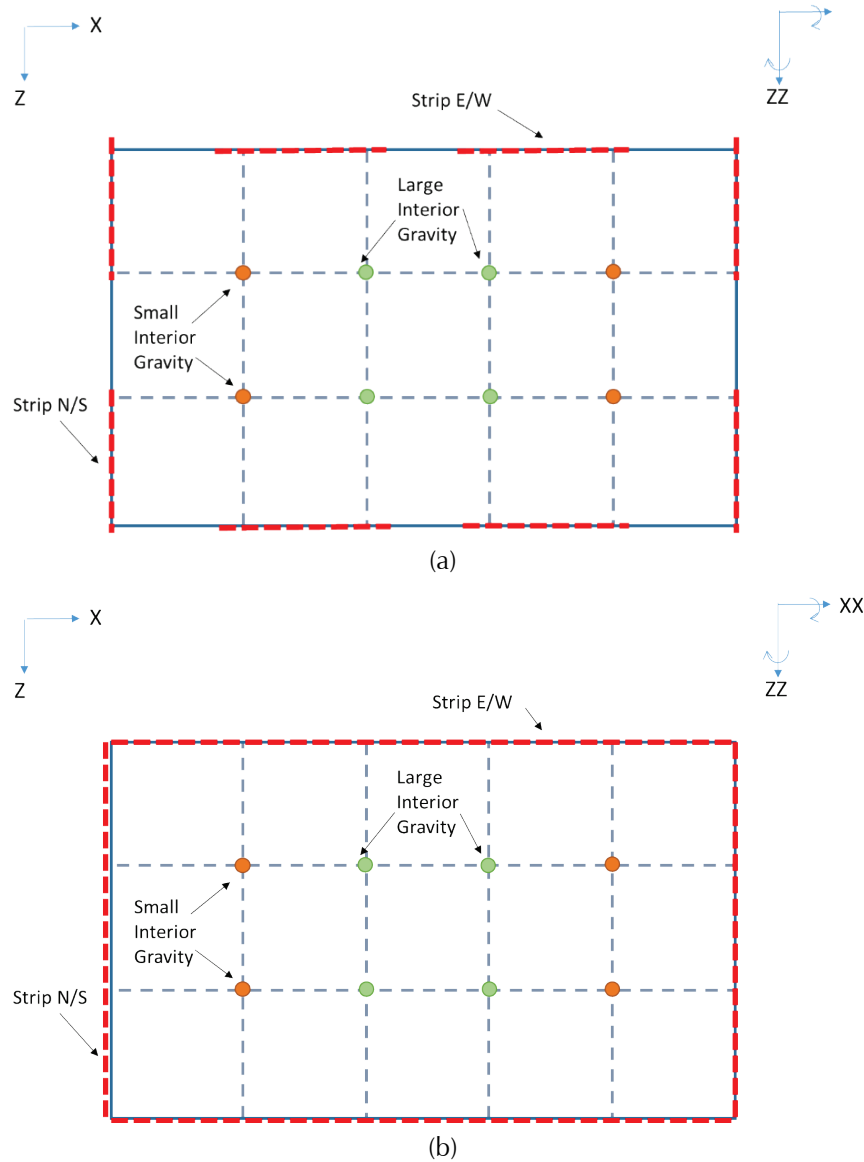 X
Z
ZZ
Strip E/W
Large
Interior
Gravity
Small
Interior
Gravity
Strip N/S
(a)
X
XX
Z
ZZ
Strip E/W
Large
Interior
Gravity
Small
Interior
Gravity
Strip N/S
(b)